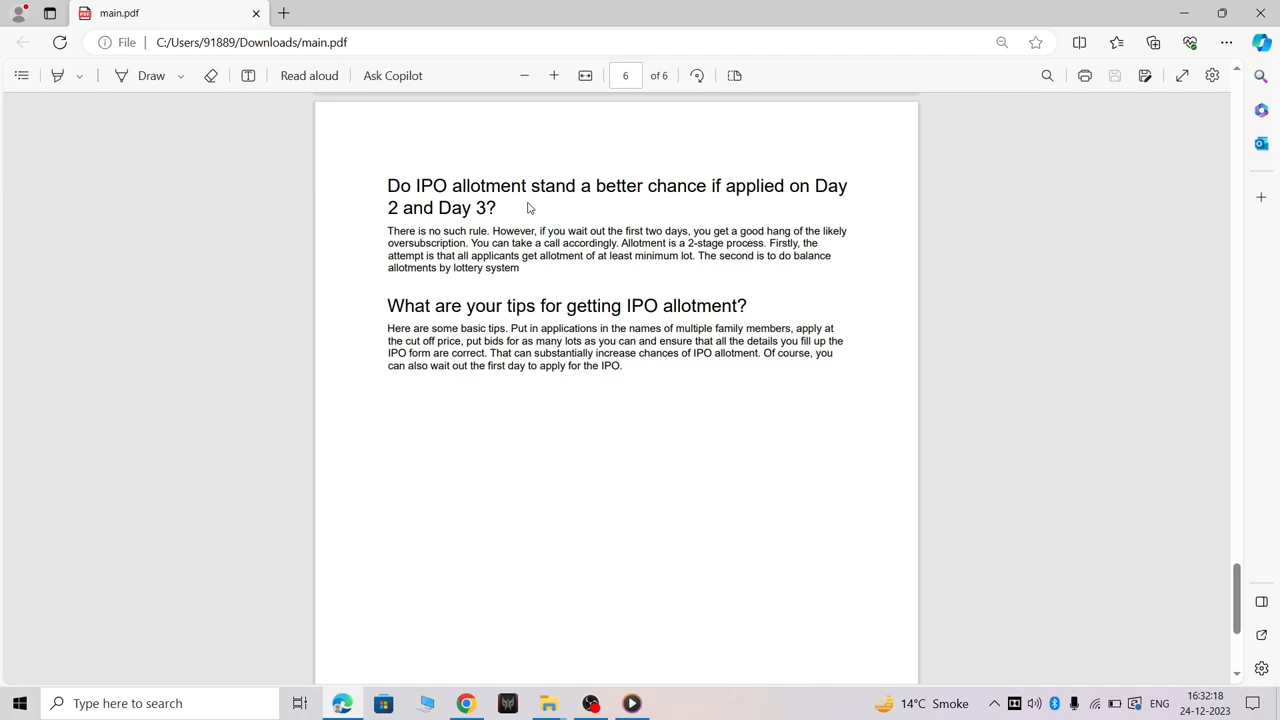 main.pdf
File
C:/Users/91889/Downloads/main.pdf
Draw
Read aloud
Ask Copilot
6
of 6
Do IPO allotment stand a better chance if applied on Day
2 and Day 3?
There is no such rule. However, if you wait out the first two days, you get a good hang of the likely
oversubscription. You can take a call accordingly. Allotment is a 2-stage process. Firstly, the
attempt is that all applicants get allotment of at least minimum lot. The second is to do balance
allotments by lottery system
What are your tips for getting IPO allotment?
Here are some basic tips. Put in applications in the names of multiple family members, apply at
the cut off price, put bids for as many lots as you can and ensure that all the details you fill up the
IPO form are correct. That can substantially increase chances of IPO allotment. Of course, you
can also wait out the first day to apply for the IPO.
Type here to search
14°C Smoke
ENG
16:32:18
24-12-2023